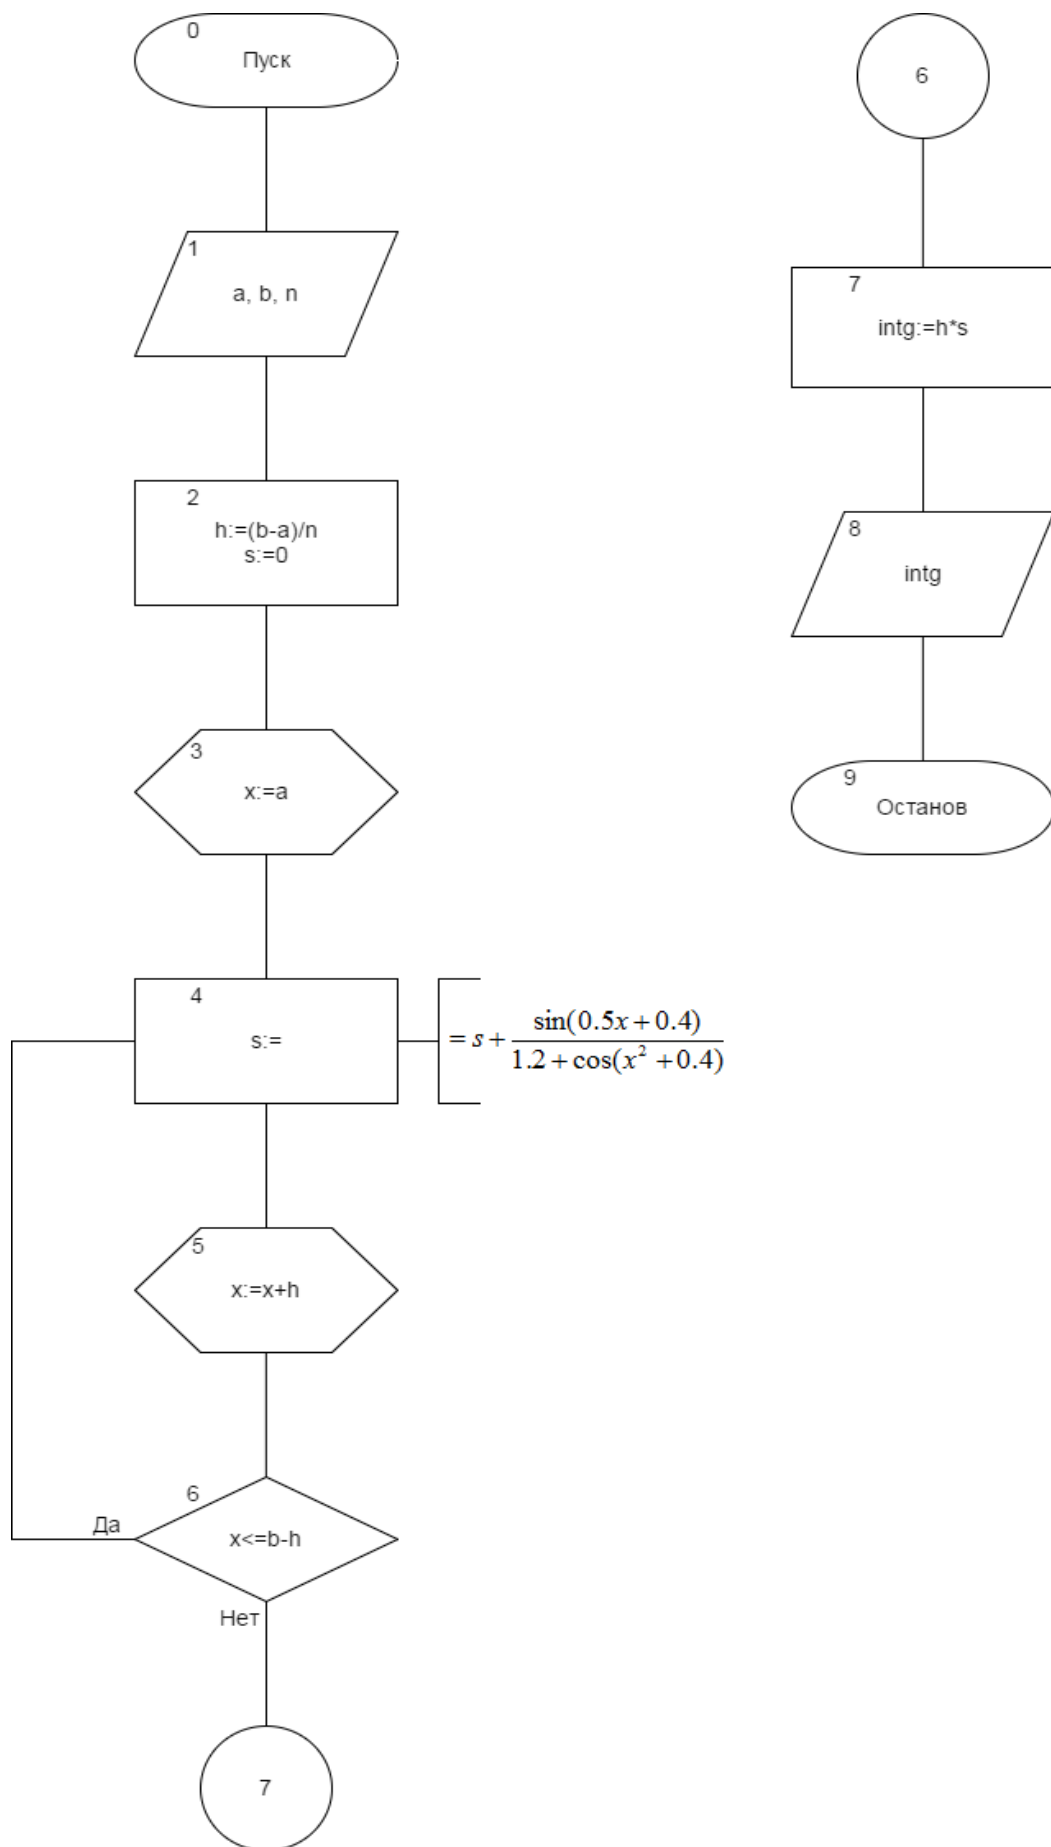 0
Пуск
1
a, b, n
2
h:=(b-a)/n
s:=0
3
x:=a
4
s:=
= s + \frac{sin(0.5x + 0.4)}{1.2 + cos(x² + 0.4)}
5
x:=x+h
6
x<=b-h
Да
Нет
7
6
7
intg:=h*s
8
intg
9
Останов